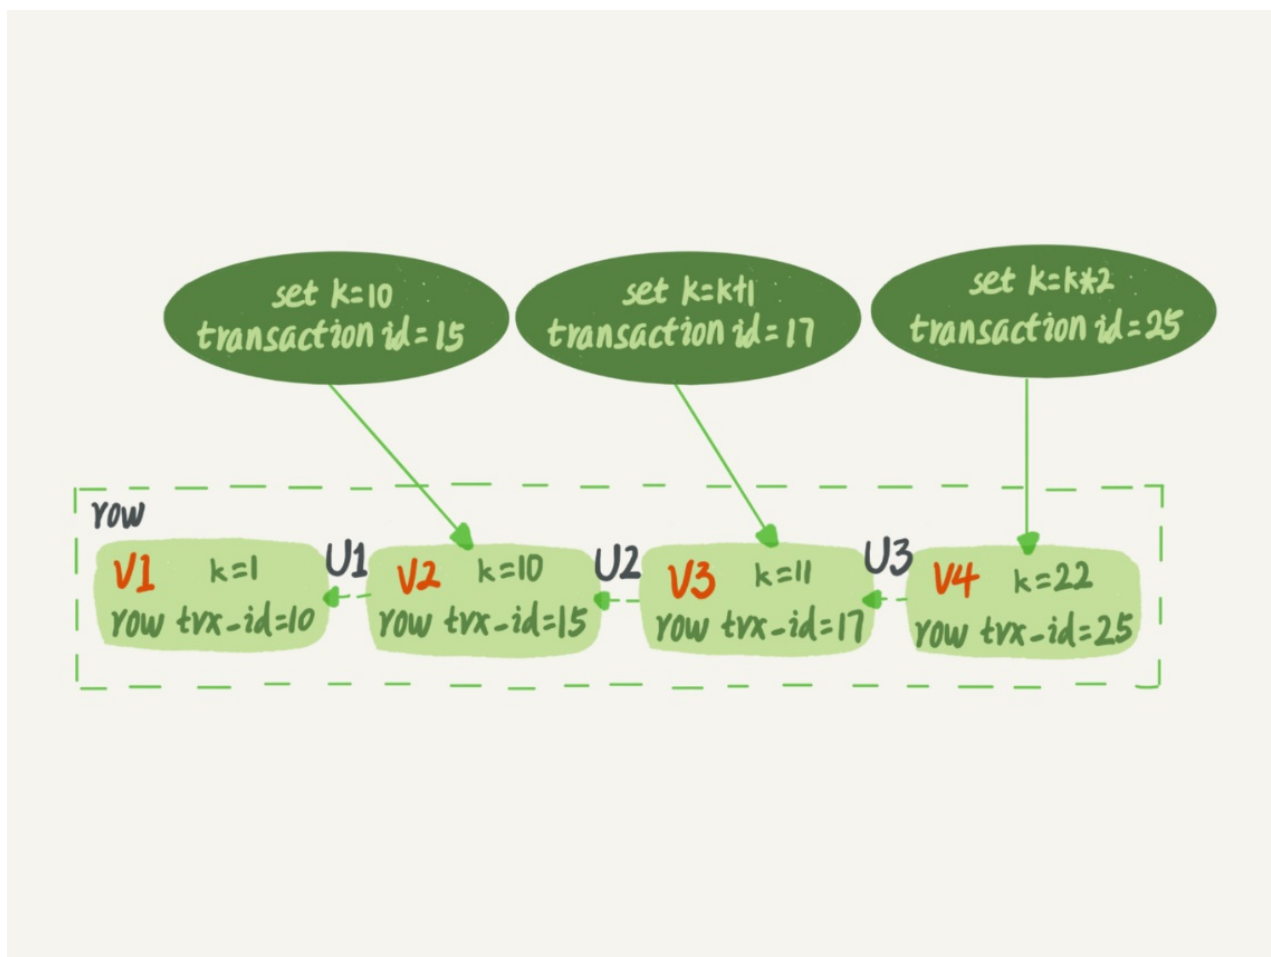 set k=10
transaction id=15
set k=k+1
transaction id=17
set k=k*2
transaction id=25
row
V1 k=1
row trx-id=10
U1
V2 k=10
row trx-id=15
U2
V3 k=11
row trx-id=17
U3
V4 k=22
row trx-id=25